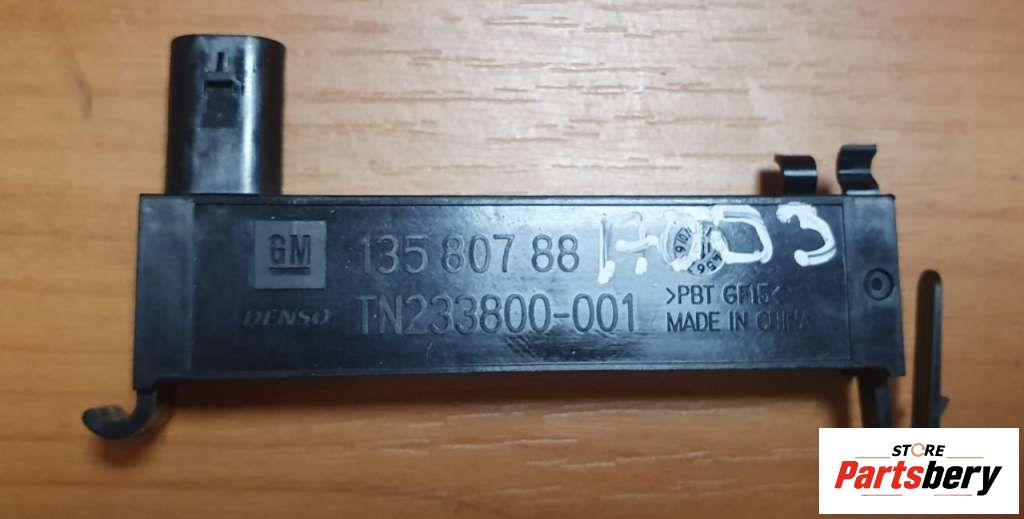 GM
135 807 88
DENSO
TN233800-001
>PBT GF15<
MADE IN CHINA
STORE
Partsbery